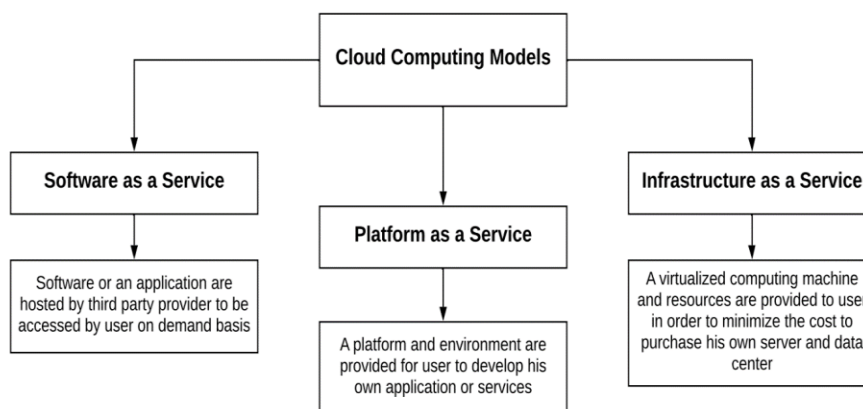 Cloud Computing Models
Software as a Service
Platform as a Service
Infrastructure as a Service
Software or an application are
hosted by third party provider to be
accessed by user on demand basis
A platform and environment are
provided for user to develop his
own application or services
A virtualized computing machine
and resources are provided to user
in order to minimize the cost to
purchase his own server and data
center